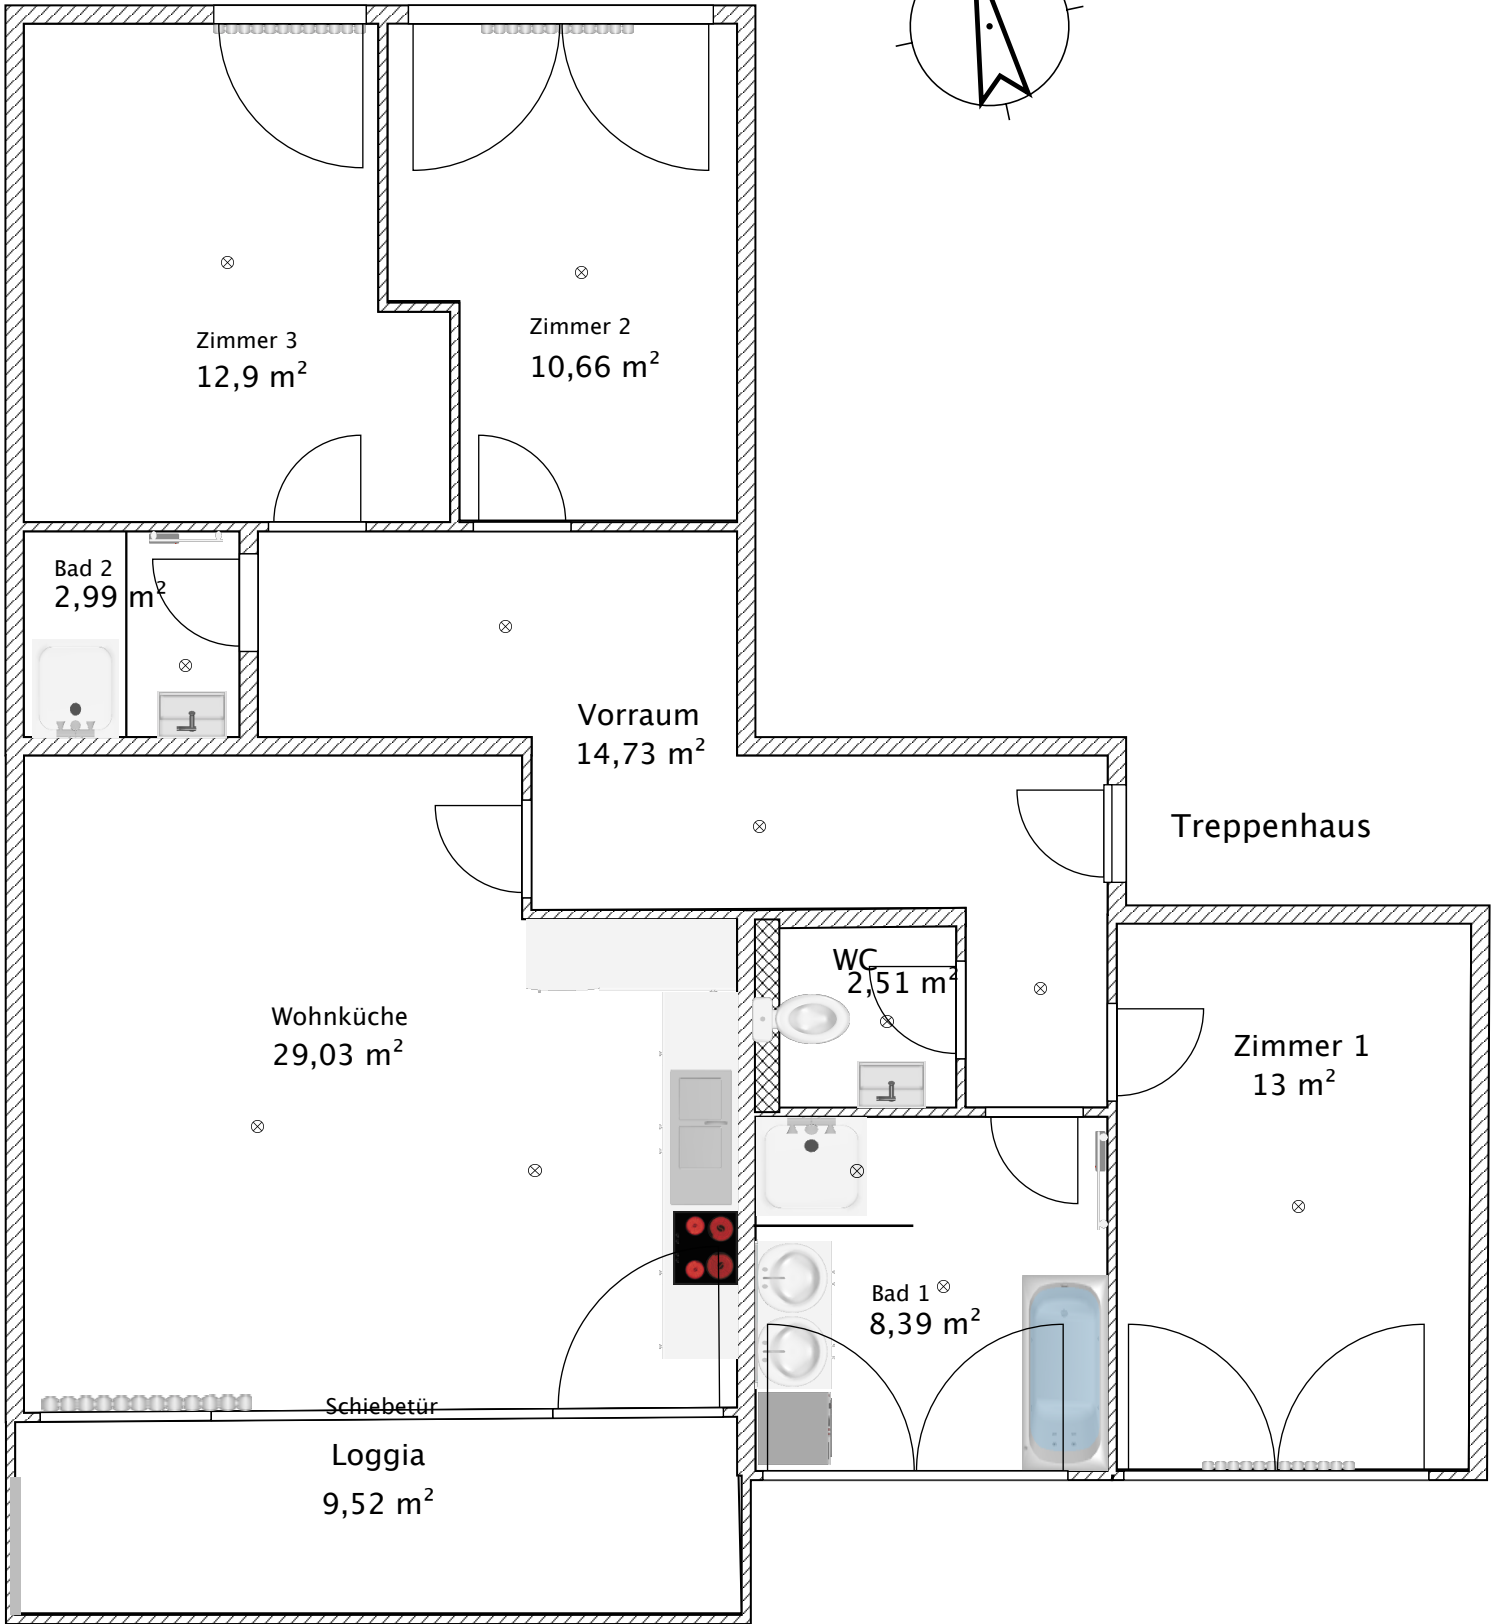 Zimmer 3
12,9 m²
Zimmer 2
10,66 m²
Bad 2
2,99 m²
Vorraum
14,73 m²
Treppenhaus
WC
2,51 m²
Wohnküche
29,03 m²
Zimmer 1
13 m²
Bad 1
8,39 m²
Schiebetür
Loggia
9,52 m²